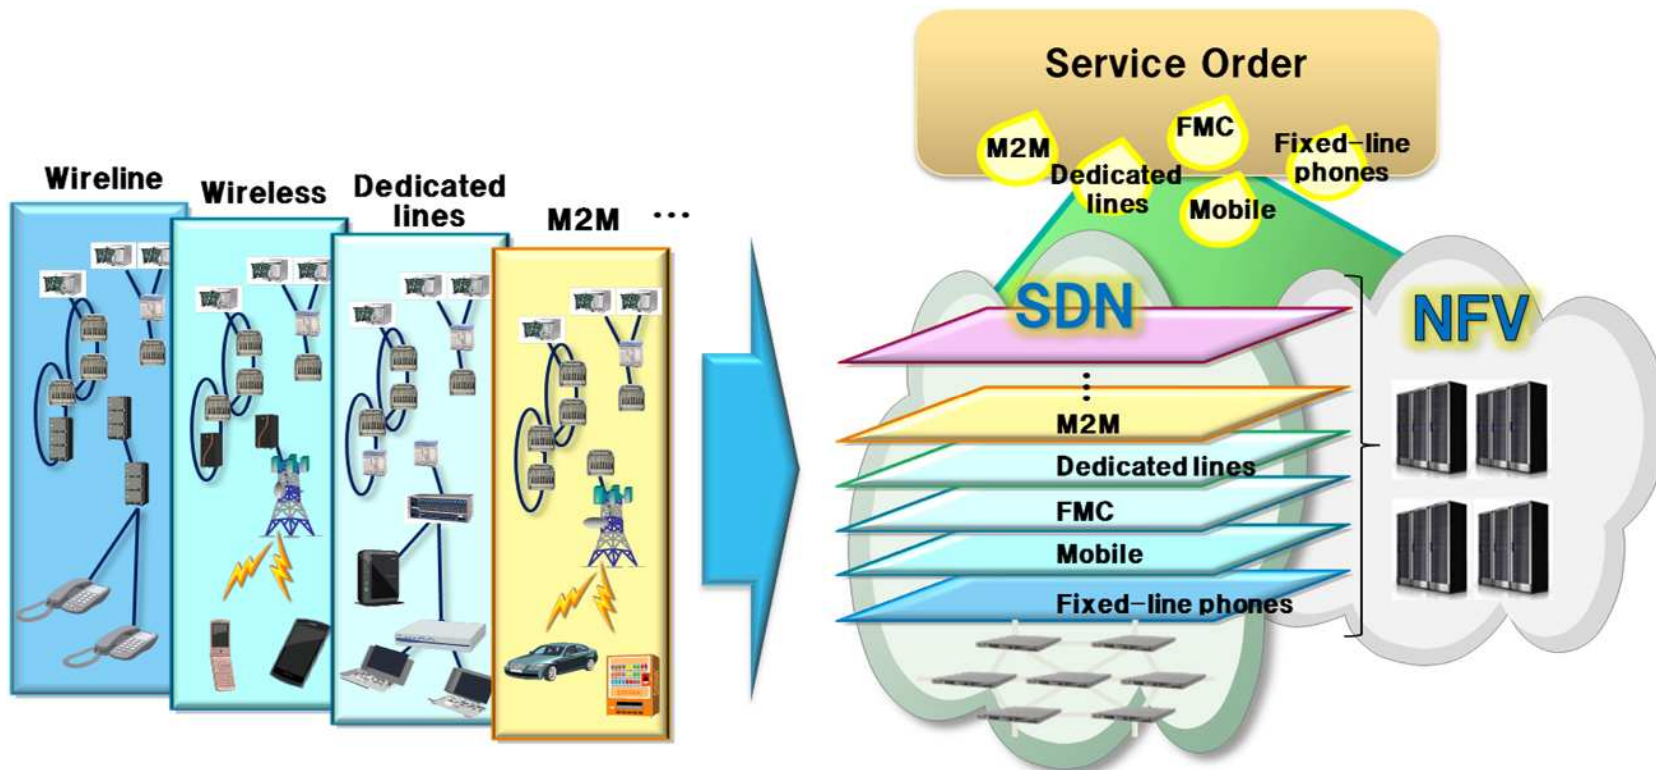 Wireline
Wireless
Dedicated
lines
M2M
...
Service Order
M2M
FMC
Fixed-line
phones
Dedicated
lines
Mobile
SDN
NFV
...
M2M
Dedicated lines
FMC
Mobile
Fixed-line phones